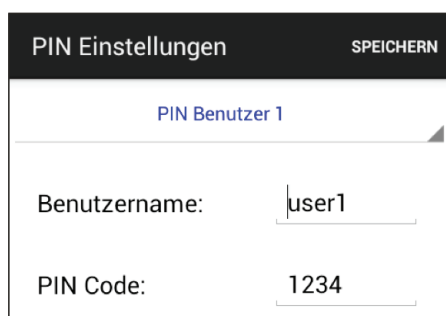 PIN Einstellungen SPEICHERN
PIN Benutzer 1
Benutzername: user1
PIN Code: 1234